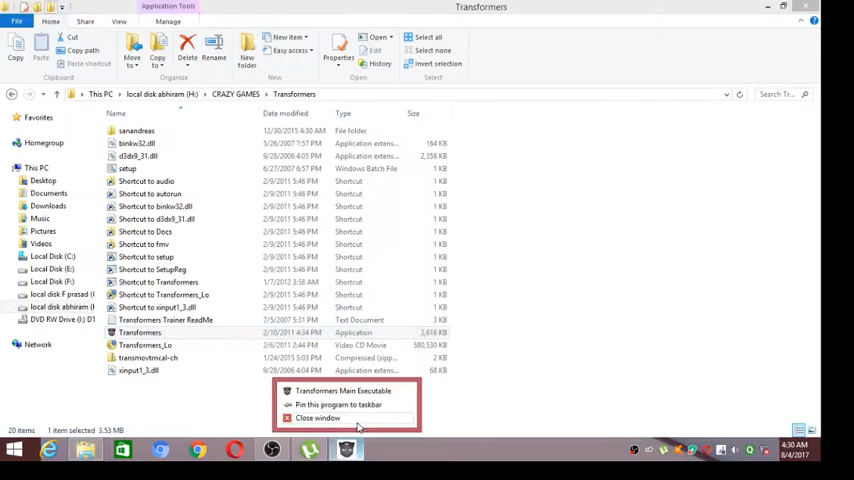 Application Tools
Transformers
File
Home
Share
View
Manage
Cut
Copy path
Paste shortcut
Copy
Paste
Move to
Copy to
Delete
Rename
New folder
New item
Easy access
Properties
Open
Edit
History
Select all
Select none
Invert selection
Clipboard
Organize
New
Open
Select
This PC
local disk abhiram (H:)
CRAZY GAMES
Transformers
Search Tr...
Name
Date modified
Type
Size
Favorites
Homegroup
This PC
Desktop
Documents
Downloads
Music
Pictures
Videos
Local Disk (C:)
Local Disk (E:)
Local Disk (F:)
local disk F prasad (
local disk abhiram (H
DVD RW Drive (I:) DT
Network
sanandreas 12/30/2015 4:30 AM File folder
binkw32.dll 5/26/2007 7:57 PM Application extens... 164 KB
d3dx9_31.dll 9/28/2006 4:05 PM Application extens... 2,358 KB
setup 6/27/2007 6:57 PM Windows Batch File 1 KB
Shortcut to audio 2/9/2011 5:46 PM Shortcut 1 KB
Shortcut to autorun 2/9/2011 5:46 PM Shortcut 1 KB
Shortcut to binkw32.dll 2/9/2011 5:46 PM Shortcut 1 KB
Shortcut to d3dx9_31.dll 2/9/2011 5:46 PM Shortcut 1 KB
Shortcut to Docs 2/9/2011 5:46 PM Shortcut 1 KB
Shortcut to fmv 2/9/2011 5:46 PM Shortcut 1 KB
Shortcut to setup 2/9/2011 5:46 PM Shortcut 1 KB
Shortcut to SetupReg 2/9/2011 5:46 PM Shortcut 1 KB
Shortcut to Transformers 1/7/2012 3:58 AM Shortcut 1 KB
Shortcut to Transformers_Lo 2/9/2011 5:46 PM Shortcut 1 KB
Shortcut to xinput1_3.dll 2/9/2011 5:46 PM Shortcut 1 KB
Transformers Trainer ReadMe 7/5/2007 5:31 PM Text Document 3 KB
Transformers 2/10/2011 4:34 PM Application 3,616 KB
Transformers_Lo 2/6/2011 2:44 PM Video CD Movie 580,530 KB
transmovtrncal-ch 1/24/2015 5:03 PM Compressed (zipp... 2 KB
xinput1_3.dll 9/28/2006 4:04 PM Application extens... 68 KB
Transformers Main Executable
Pin this program to taskbar
Close window
20 items
1 item selected 3.53 MB
4:30 AM
8/4/2017